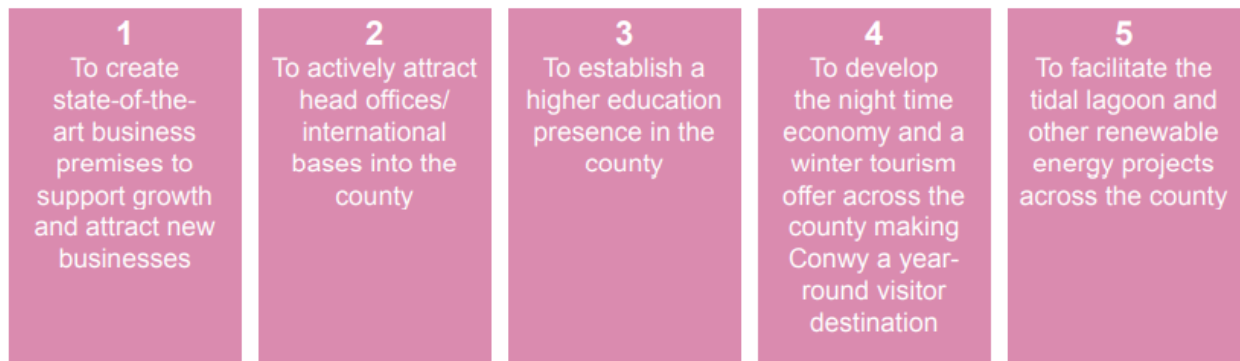 1
To create
state-of-the-
art business
premises to
support growth
and attract new
businesses
2
To actively attract
head offices/
international
bases into the
county
3
To establish a
higher education
presence in the
county
4
To develop
the night time
economy and a
winter tourism
offer across the
county making
Conwy a year-
round visitor
destination
5
To facilitate the
tidal lagoon and
other renewable
energy projects
across the county